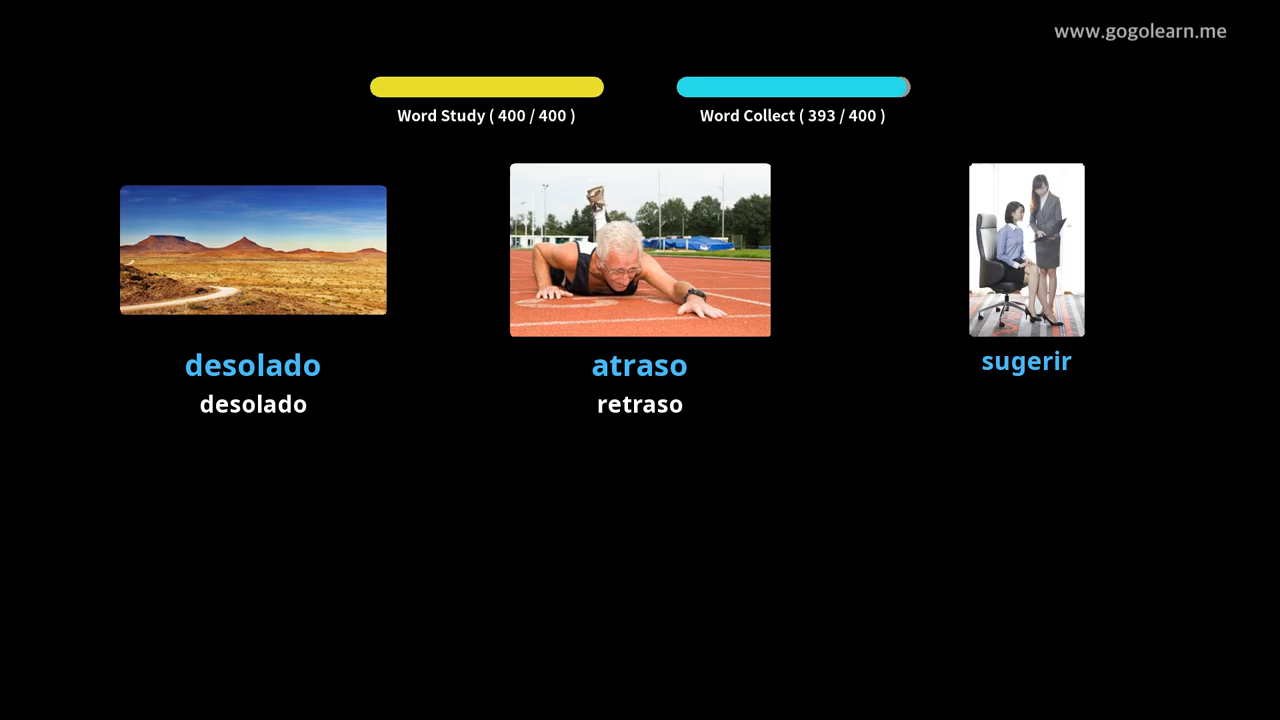 www.gogolearn.me
Word Study ( 400 / 400 )
Word Collect ( 393 / 400 )
desolado
desolado
atraso
retraso
sugerir